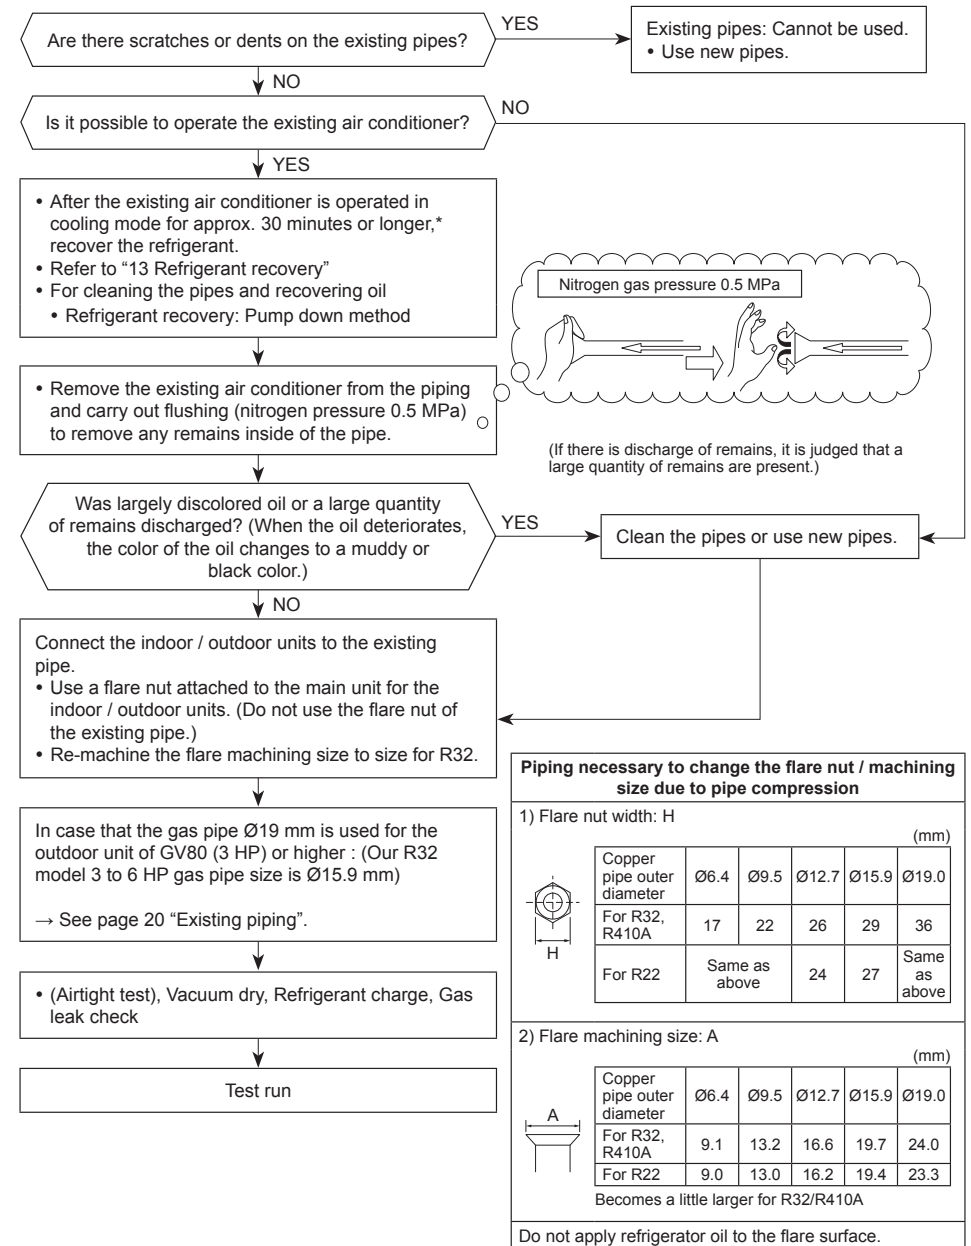 Are there scratches or dents on the existing pipes?
YES
Existing pipes: Cannot be used.
• Use new pipes.
NO
Is it possible to operate the existing air conditioner?
NO
YES
• After the existing air conditioner is operated in
cooling mode for approx. 30 minutes or longer,*
recover the refrigerant.
• Refer to “13 Refrigerant recovery”
• For cleaning the pipes and recovering oil
• Refrigerant recovery: Pump down method
Nitrogen gas pressure 0.5 MPa
• Remove the existing air conditioner from the piping
and carry out flushing (nitrogen pressure 0.5 MPa)
to remove any remains inside of the pipe.
(If there is discharge of remains, it is judged that a
large quantity of remains are present.)
Was largely discolored oil or a large quantity
of remains discharged? (When the oil deteriorates,
the color of the oil changes to a muddy or
black color.)
YES
Clean the pipes or use new pipes.
NO
Connect the indoor / outdoor units to the existing
pipe.
• Use a flare nut attached to the main unit for the
indoor / outdoor units. (Do not use the flare nut of
the existing pipe.)
• Re-machine the flare machining size to size for R32.
In case that the gas pipe Ø19 mm is used for the
outdoor unit of GV80 (3 HP) or higher : (Our R32
model 3 to 6 HP gas pipe size is Ø15.9 mm)
→ See page 20 “Existing piping”.
• (Airtight test), Vacuum dry, Refrigerant charge, Gas
leak check
Test run
Piping necessary to change the flare nut / machining
size due to pipe compression
1) Flare nut width: H
(mm)
Copper
pipe outer
diameter
Ø6.4 Ø9.5 Ø12.7 Ø15.9 Ø19.0
For R32,
R410A
17 22 26 29 36
H
For R22
Same as
above
24 27
Same
as
above
2) Flare machining size: A
(mm)
Copper
pipe outer
diameter
Ø6.4 Ø9.5 Ø12.7 Ø15.9 Ø19.0
A
For R32,
R410A
9.1 13.2 16.6 19.7 24.0
For R22 9.0 13.0 16.2 19.4 23.3
Becomes a little larger for R32/R410A
Do not apply refrigerator oil to the flare surface.